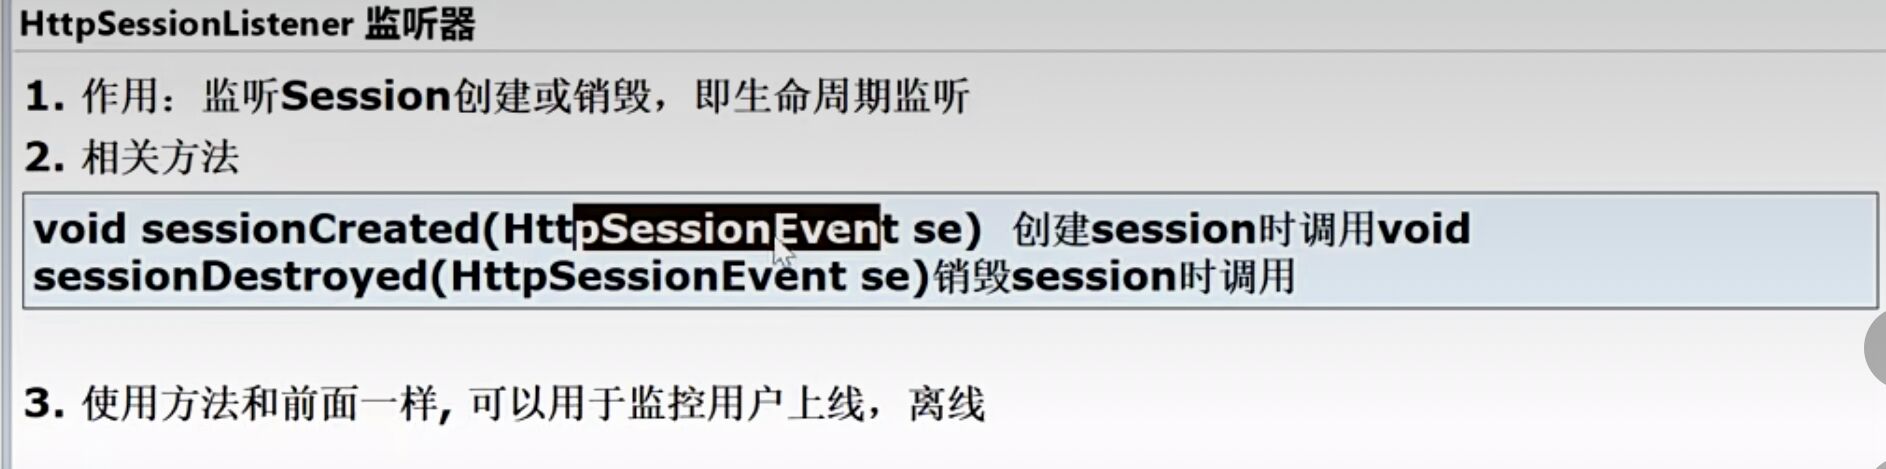 HttpSessionListener 监听器
1. 作用：监听Session创建或销毁，即生命周期监听
2. 相关方法
void sessionCreated(HttpSessionEvent se) 创建session时调用void
sessionDestroyed(HttpSessionEvent se)销毁session时调用
3. 使用方法和前面一样, 可以用于监控用户上线，离线